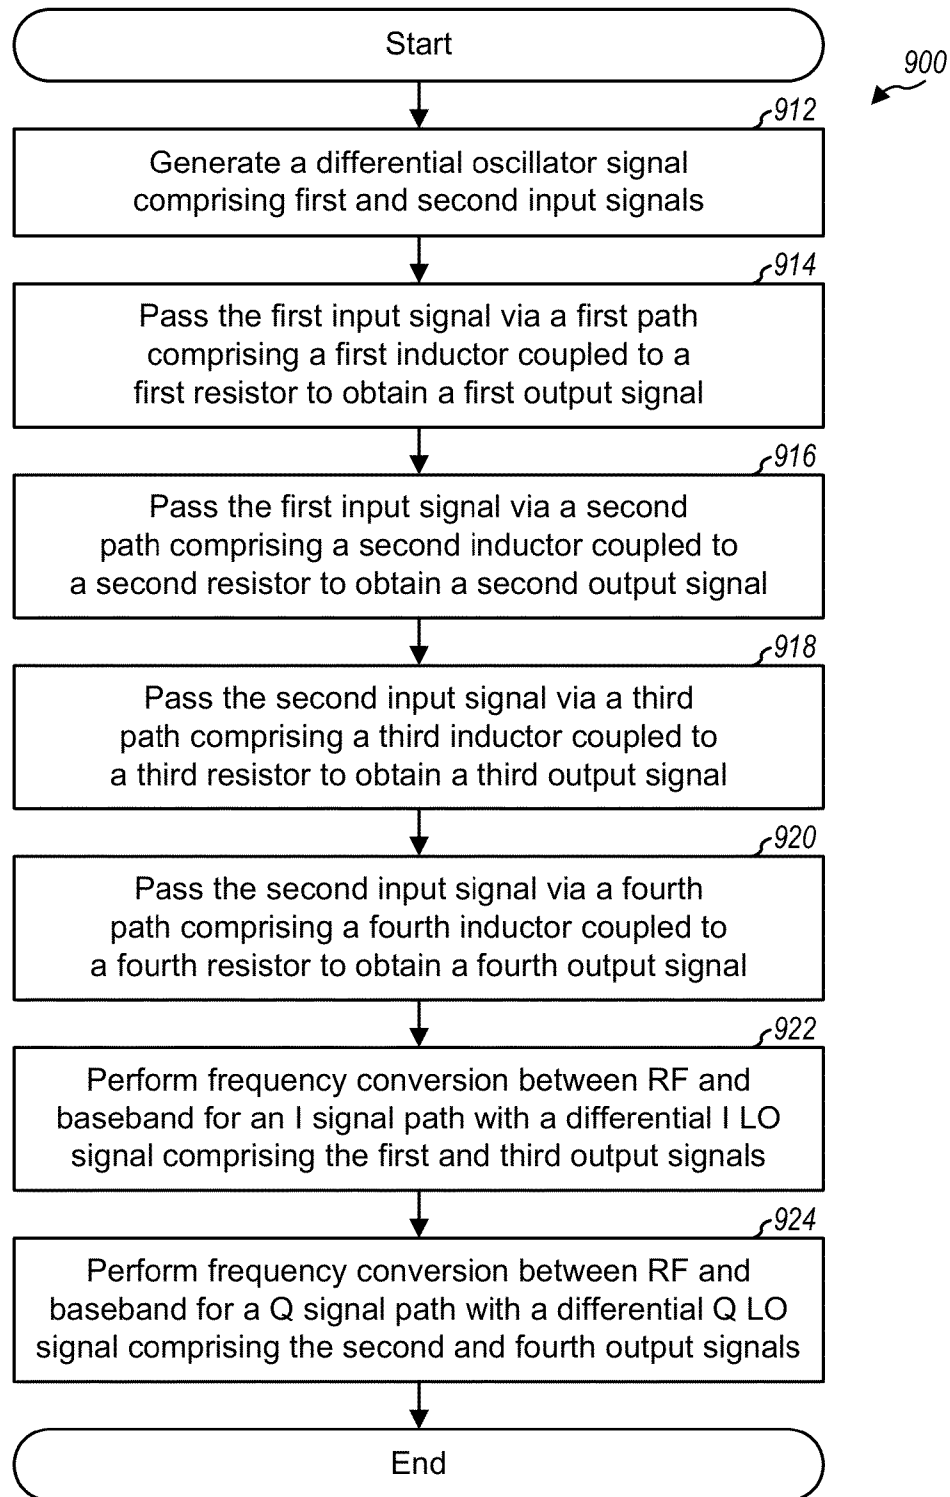 Start
900
912
Generate a differential oscillator signal
comprising first and second input signals
914
Pass the first input signal via a first path
comprising a first inductor coupled to a
first resistor to obtain a first output signal
916
Pass the first input signal via a second
path comprising a second inductor coupled to
a second resistor to obtain a second output signal
918
Pass the second input signal via a third
path comprising a third inductor coupled to
a third resistor to obtain a third output signal
920
Pass the second input signal via a fourth
path comprising a fourth inductor coupled to
a fourth resistor to obtain a fourth output signal
922
Perform frequency conversion between RF and
baseband for an I signal path with a differential I LO
signal comprising the first and third output signals
924
Perform frequency conversion between RF and
baseband for a Q signal path with a differential Q LO
signal comprising the second and fourth output signals
End